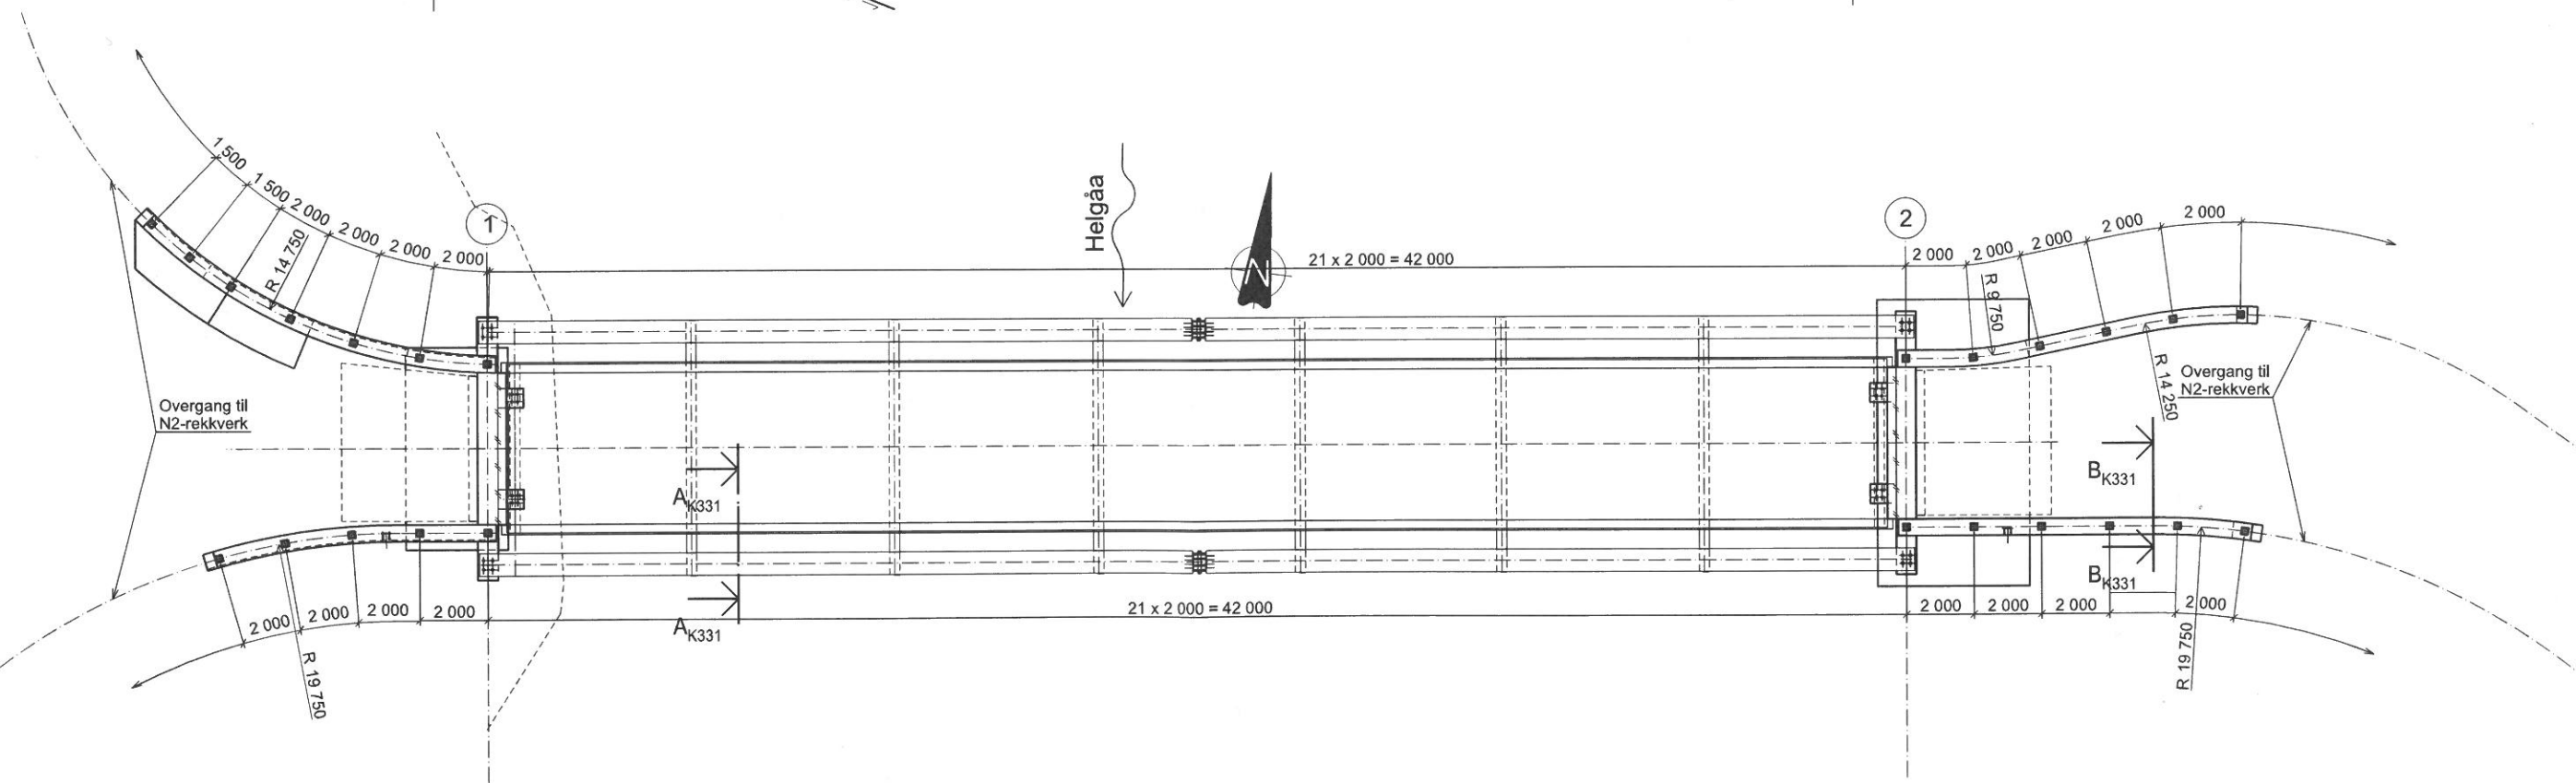 1 500
1 500
2 000
2 000
2 000
2 000
R 14 750
1
Helgåa
N
21 x 2 000 = 42 000
2
2 000
2 000
2 000
2 000
2 000
R 9 750
R 14 250
Overgang til
N2-rekkverk
Overgang til
N2-rekkverk
A K331
A K331
B K331
B K331
2 000
2 000
2 000
2 000
R 19 750
21 x 2 000 = 42 000
2 000
2 000
2 000
2 000
R 19 750